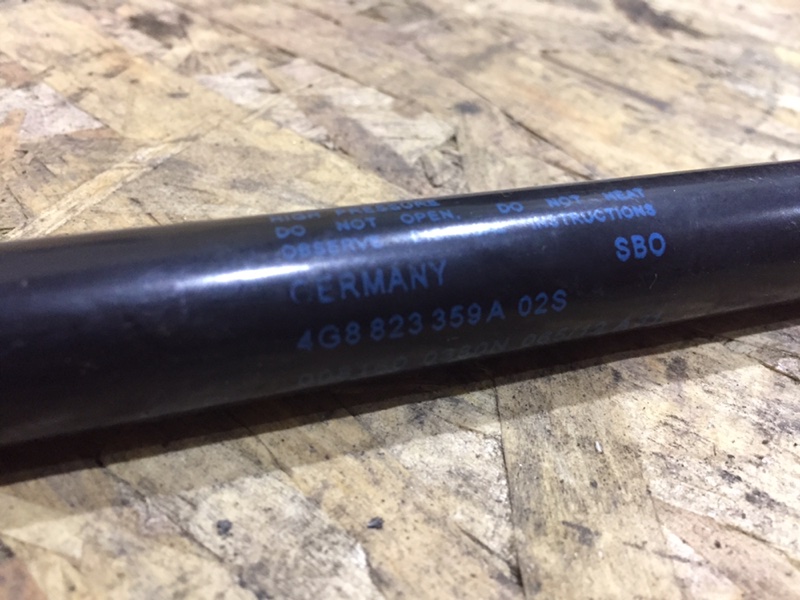 HIGH PRESSURE
DO NOT OPEN. DO NOT HEAT
OBSERVE INSTRUCTIONS
SBO
GERMANY
4G8 823 359 A 02S